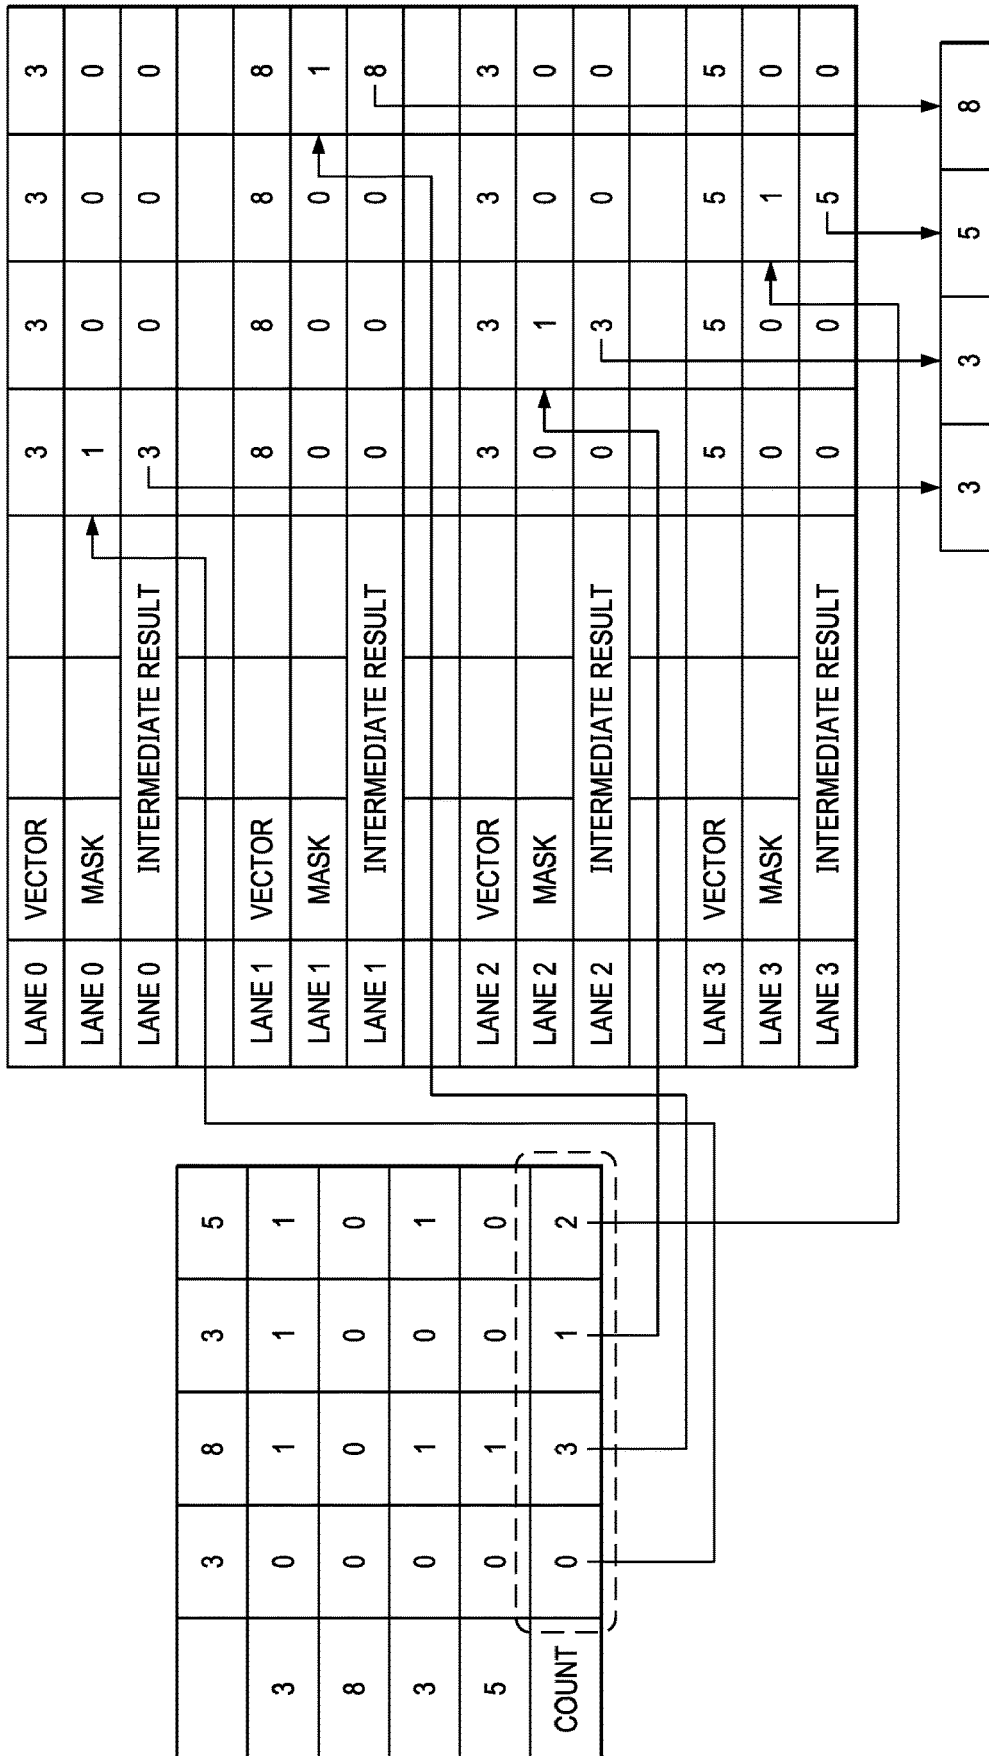 3 8 3 5
3 0 1 1 1
8 0 0 0 0
3 0 1 0 1
5 0 1 0 0
COUNT 0 3 1 2
LANE 0 VECTOR 3 3 3 3
LANE 0 MASK 1 0 0 0
LANE 0 INTERMEDIATE RESULT 3 0 0 0
LANE 1 VECTOR 8 8 8 8
LANE 1 MASK 0 0 0 1
LANE 1 INTERMEDIATE RESULT 0 0 0 8
LANE 2 VECTOR 3 3 3 3
LANE 2 MASK 0 1 0 0
LANE 2 INTERMEDIATE RESULT 0 3 0 0
LANE 3 VECTOR 5 5 5 5
LANE 3 MASK 0 0 1 0
LANE 3 INTERMEDIATE RESULT 0 0 5 0
3 3 5 8